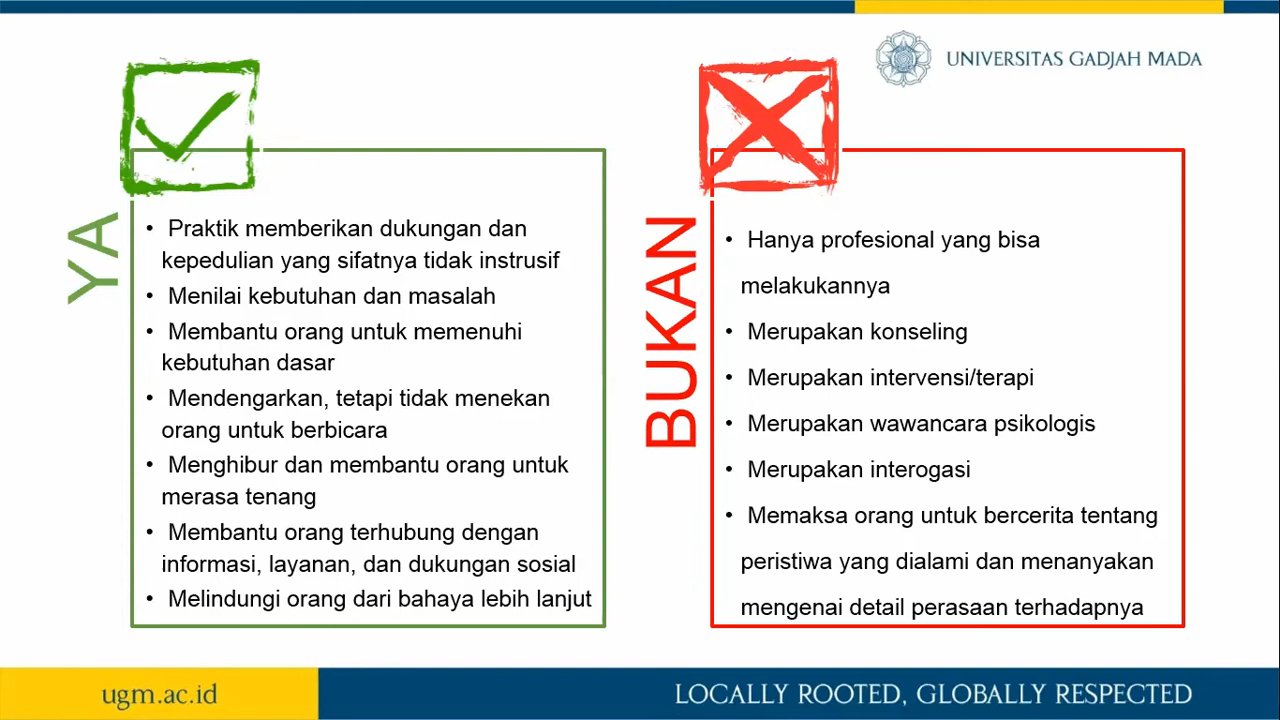 UNIVERSITAS GADJAH MADA
YA
• Praktik memberikan dukungan dan
kepedulian yang sifatnya tidak instrusif
• Menilai kebutuhan dan masalah
• Membantu orang untuk memenuhi
kebutuhan dasar
• Mendengarkan, tetapi tidak menekan
orang untuk berbicara
• Menghibur dan membantu orang untuk
merasa tenang
• Membantu orang terhubung dengan
informasi, layanan, dan dukungan sosial
• Melindungi orang dari bahaya lebih lanjut
BUKAN
• Hanya profesional yang bisa
melakukannya
• Merupakan konseling
• Merupakan intervensi/terapi
• Merupakan wawancara psikologis
• Merupakan interogasi
• Memaksa orang untuk bercerita tentang
peristiwa yang dialami dan menanyakan
mengenai detail perasaan terhadapnya
ugm.ac.id
LOCALLY ROOTED, GLOBALLY RESPECTED